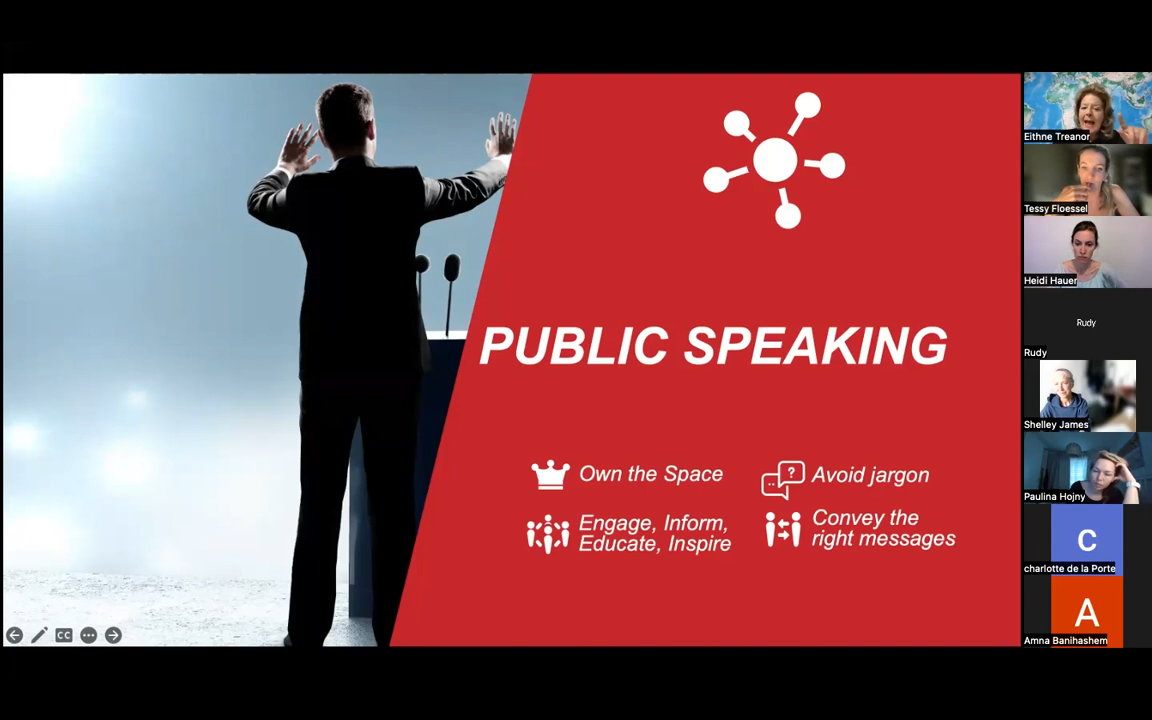 PUBLIC SPEAKING
Own the Space
Avoid jargon
Engage, Inform,
Educate, Inspire
Convey the
right messages
CC
?
Eithne Treanor
Tessy Floessel
Heidi Hauer
Rudy
Rudy
Shelley James
Paulina Hojny
C
charlotte de la Porte
A
Amna Banihashem